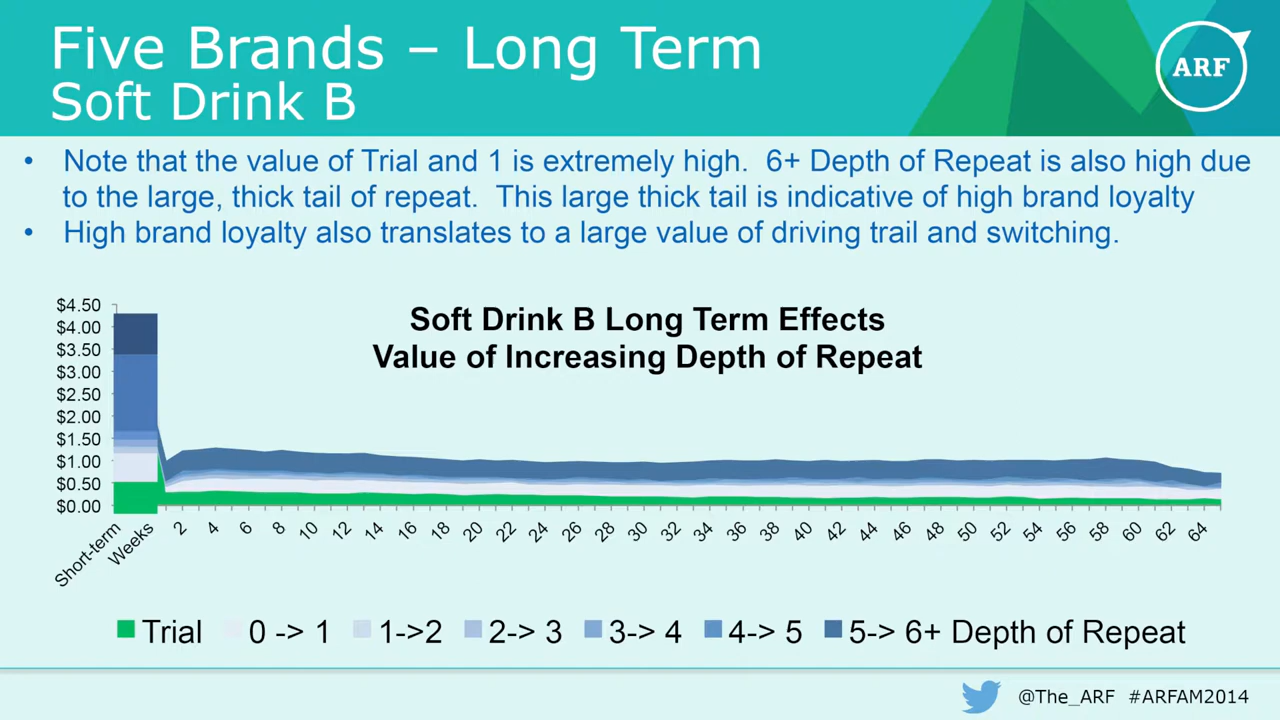 Five Brands – Long Term
Soft Drink B
ARF
• Note that the value of Trial and 1 is extremely high. 6+ Depth of Repeat is also high due
to the large, thick tail of repeat. This large thick tail is indicative of high brand loyalty
• High brand loyalty also translates to a large value of driving trail and switching.
Soft Drink B Long Term Effects
Value of Increasing Depth of Repeat
$4.50
$4.00
$3.50
$3.00
$2.50
$2.00
$1.50
$1.00
$0.50
$0.00
Short-term Weeks 2 4 6 8 10 12 14 16 18 20 22 24 26 28 30 32 34 36 38 40 42 44 46 48 50 52 54 56 58 60 62 64
Trial 0 -> 1 1->2 2-> 3 3-> 4 4-> 5 5-> 6+ Depth of Repeat
@The_ARF #ARFAM2014